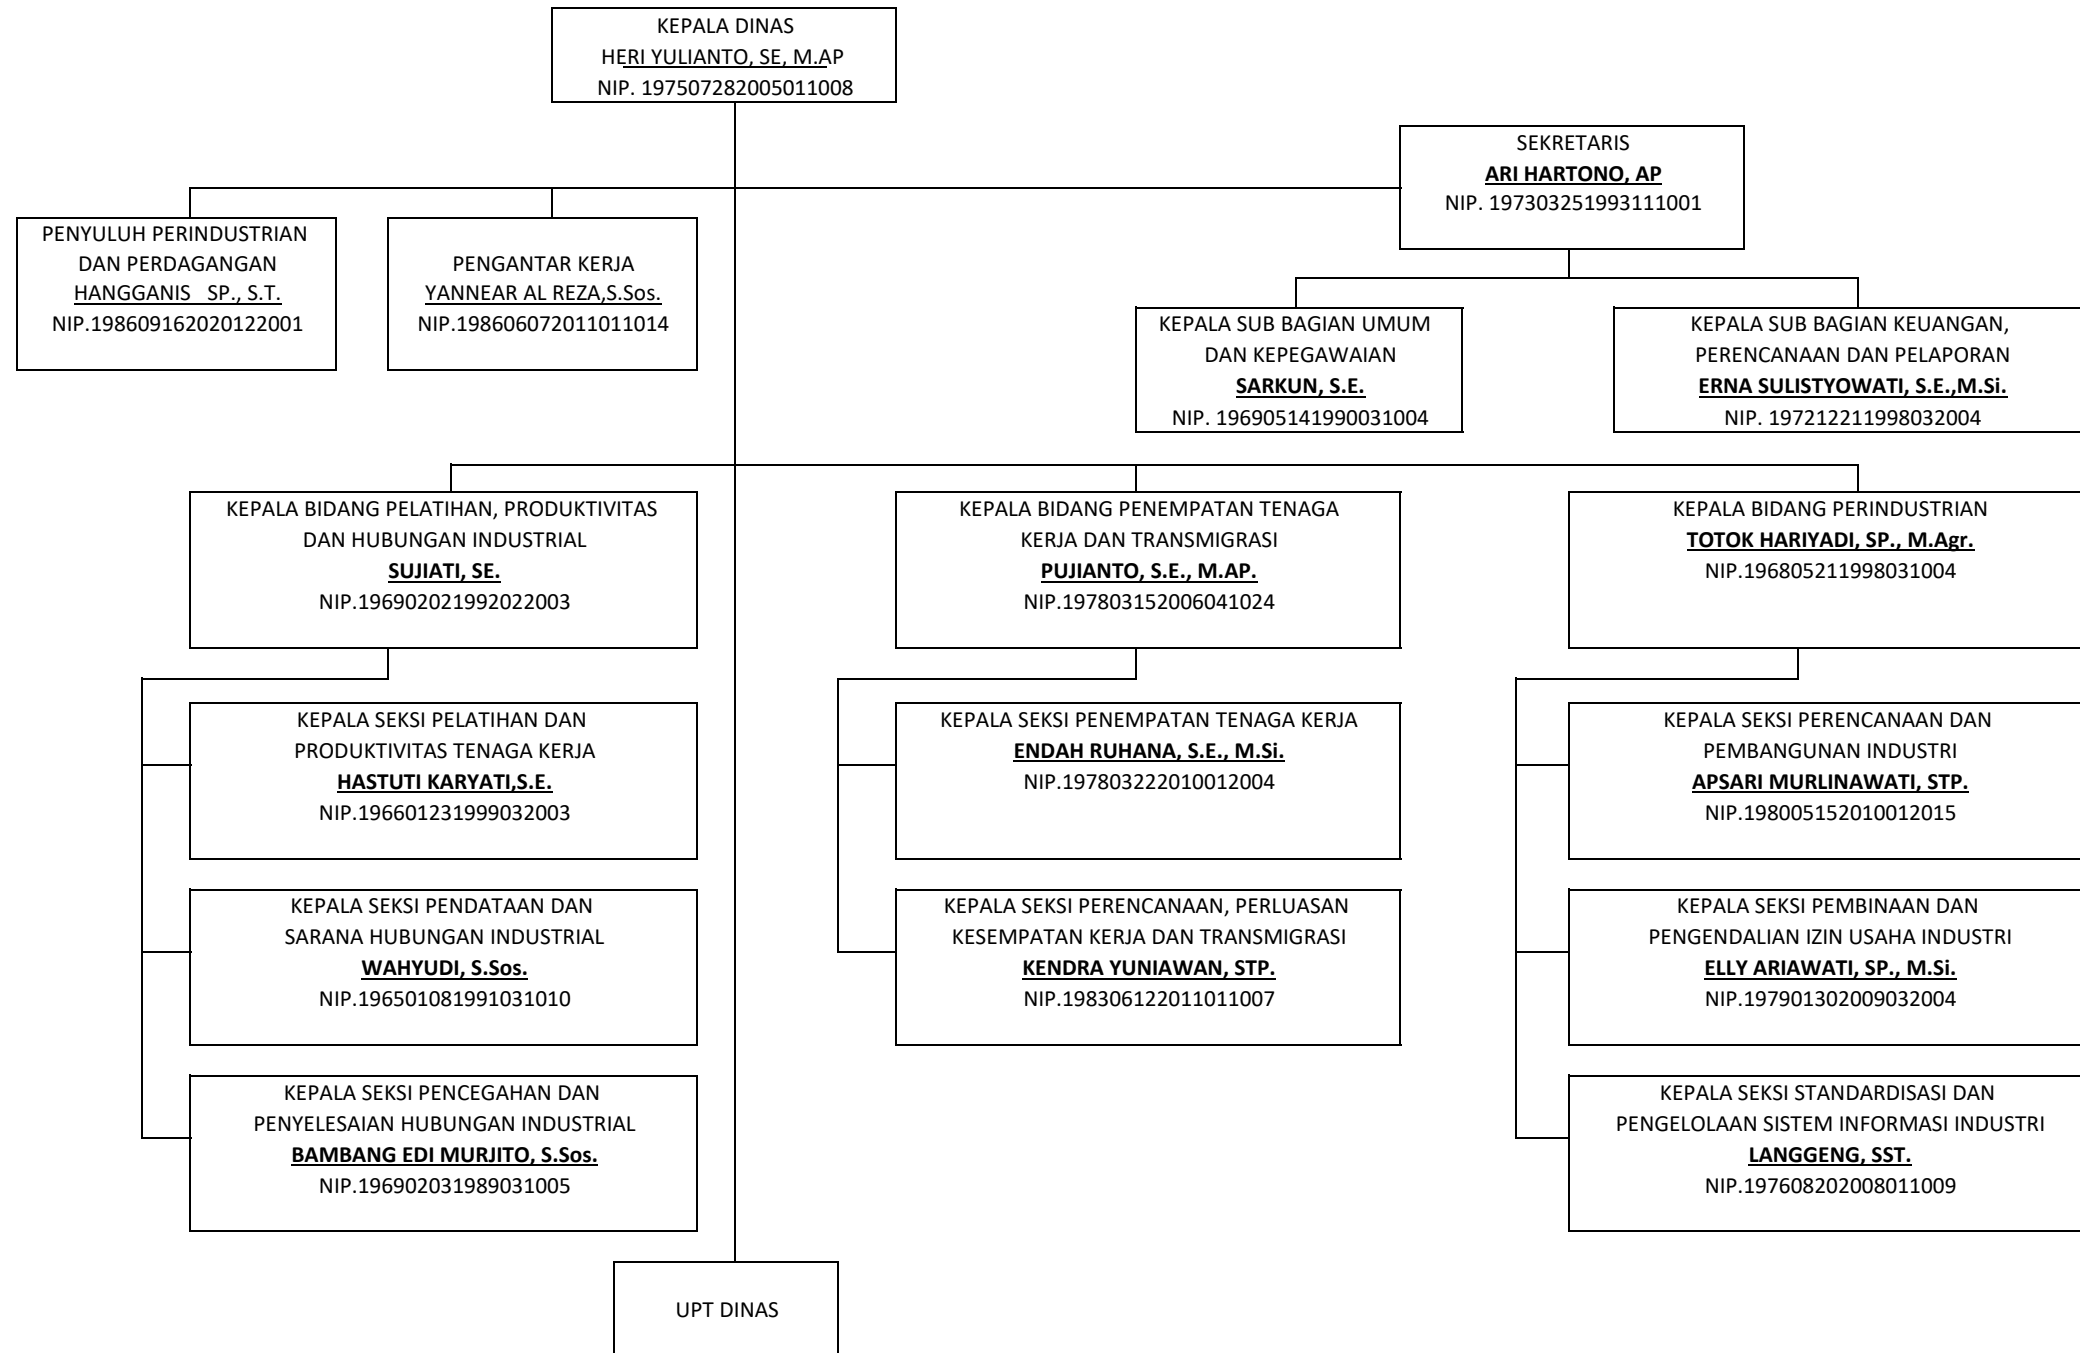 KEPALA DINAS
HERI YULIANTO, SE, M.AP
NIP. 197507282005011008
SEKRETARIS
ARI HARTONO, AP
NIP. 197303251993111001
PENYULUH PERINDUSTRIAN
DAN PERDAGANGAN
HANGGANIS SP., S.T.
NIP.198609162020122001
PENGANTAR KERJA
YANNEAR AL REZA,S.Sos.
NIP.198606072011011014
KEPALA SUB BAGIAN UMUM
DAN KEPEGAWAIAN
SARKUN, S.E.
NIP. 196905141990031004
KEPALA SUB BAGIAN KEUANGAN,
PERENCANAAN DAN PELAPORAN
ERNA SULISTYOWATI, S.E.,M.Si.
NIP. 197212211998032004
KEPALA BIDANG PELATIHAN, PRODUKTIVITAS
DAN HUBUNGAN INDUSTRIAL
SUJIATI, SE.
NIP.196902021992022003
KEPALA BIDANG PENEMPATAN TENAGA
KERJA DAN TRANSMIGRASI
PUJIANTO, S.E., M.AP.
NIP.197803152006041024
KEPALA BIDANG PERINDUSTRIAN
TOTOK HARIYADI, SP., M.Agr.
NIP.196805211998031004
KEPALA SEKSI PELATIHAN DAN
PRODUKTIVITAS TENAGA KERJA
HASTUTI KARYATI,S.E.
NIP.196601231999032003
KEPALA SEKSI PENEMPATAN TENAGA KERJA
ENDAH RUHANA, S.E., M.Si.
NIP.197803222010012004
KEPALA SEKSI PERENCANAAN DAN
PEMBANGUNAN INDUSTRI
APSARI MURLINAWATI, STP.
NIP.198005152010012015
KEPALA SEKSI PENDATAAN DAN
SARANA HUBUNGAN INDUSTRIAL
WAHYUDI, S.Sos.
NIP.196501081991031010
KEPALA SEKSI PERENCANAAN, PERLUASAN
KESEMPATAN KERJA DAN TRANSMIGRASI
KENDRA YUNIAWAN, STP.
NIP.198306122011011007
KEPALA SEKSI PEMBINAAN DAN
PENGENDALIAN IZIN USAHA INDUSTRI
ELLY ARIAWATI, SP., M.Si.
NIP.197901302009032004
KEPALA SEKSI PENCEGAHAN DAN
PENYELESAIAN HUBUNGAN INDUSTRIAL
BAMBANG EDI MURJITO, S.Sos.
NIP.196902031989031005
KEPALA SEKSI STANDARDISASI DAN
PENGELOLAAN SISTEM INFORMASI INDUSTRI
LANGGENG, SST.
NIP.197608202008011009
UPT DINAS